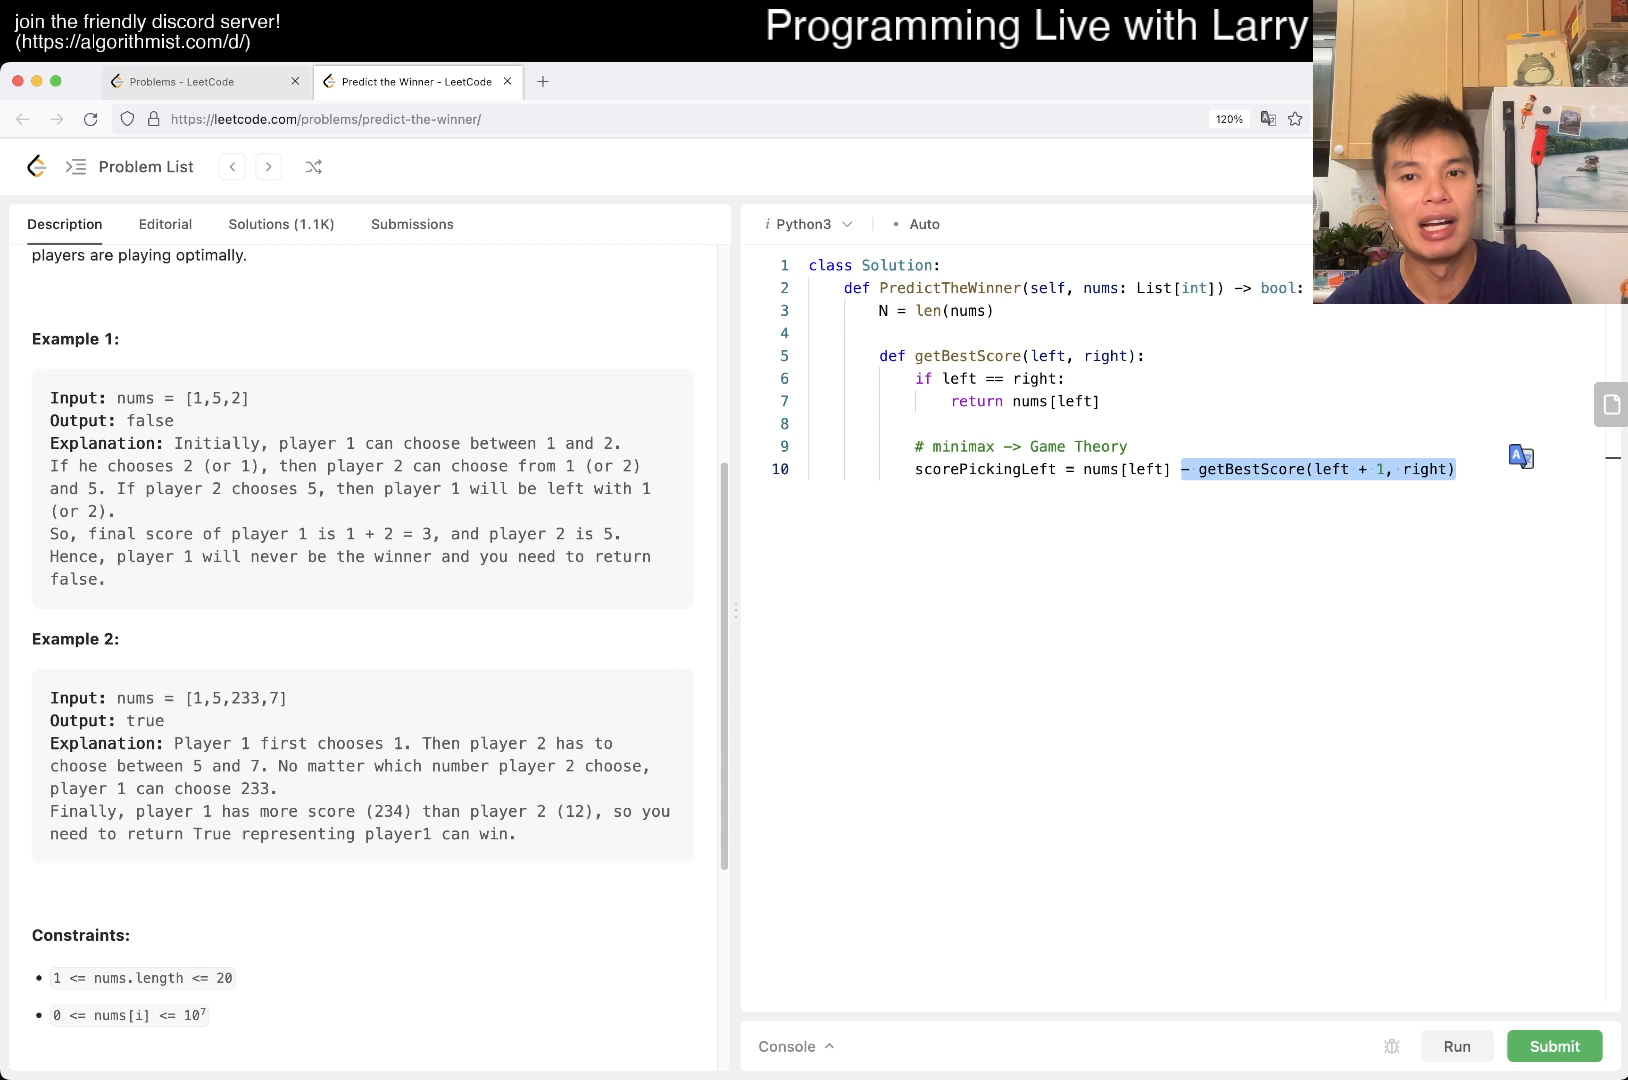 join the friendly discord server!
(https://algorithmist.com/d/)
Programming Live with Larry
Problems - LeetCode
Predict the Winner - LeetCode
https://leetcode.com/problems/predict-the-winner/
120%
Problem List
Description
Editorial
Solutions (1.1K)
Submissions
players are playing optimally.
Example 1:
Input: nums = [1,5,2]
Output: false
Explanation: Initially, player 1 can choose between 1 and 2.
If he chooses 2 (or 1), then player 2 can choose from 1 (or 2)
and 5. If player 2 chooses 5, then player 1 will be left with 1
(or 2).
So, final score of player 1 is 1 + 2 = 3, and player 2 is 5.
Hence, player 1 will never be the winner and you need to return
false.
Example 2:
Input: nums = [1,5,233,7]
Output: true
Explanation: Player 1 first chooses 1. Then player 2 has to
choose between 5 and 7. No matter which number player 2 choose,
player 1 can choose 233.
Finally, player 1 has more score (234) than player 2 (12), so you
need to return True representing player1 can win.
Constraints:
1 <= nums.length <= 20
0 <= nums[i] <= 10⁷
i Python3
Auto
1 class Solution:
2 def PredictTheWinner(self, nums: List[int]) -> bool:
3 N = len(nums)
4
5 def getBestScore(left, right):
6 if left == right:
7 return nums[left]
8
9 # minimax -> Game Theory
10 scorePickingLeft = nums[left] - getBestScore(left + 1, right)
Console
Run
Submit